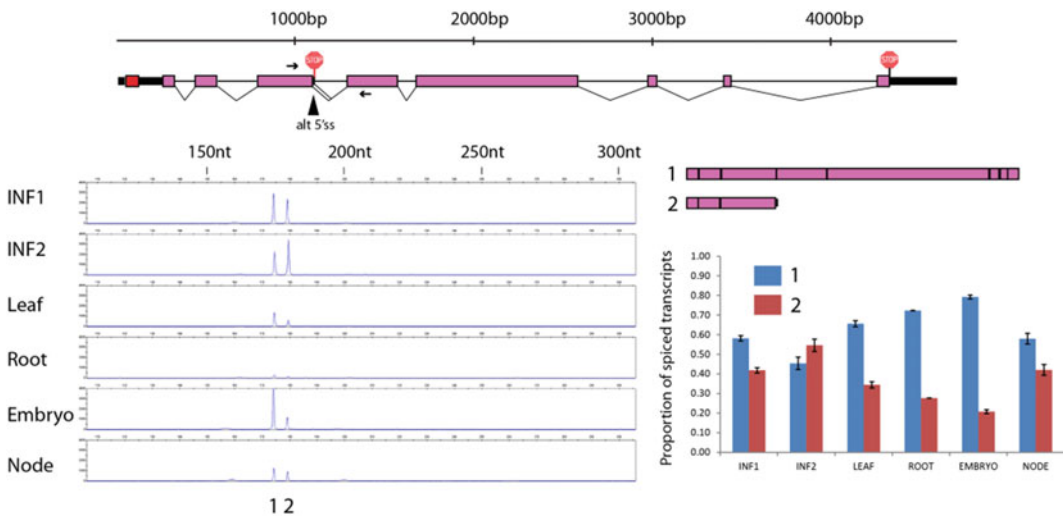 1000bp 2000bp 3000bp 4000bp
STOP STOP
alt 5'ss
150nt 200nt 250nt 300nt
INF1
INF2
Leaf
Root
Embryo
Node
1 2
1
2
Proportion of spiced transcripts
1.00
0.90
0.80
0.70
0.60
0.50
0.40
0.30
0.20
0.10
0.00
1
2
INF1 INF2 LEAF ROOT EMBRYO NODE